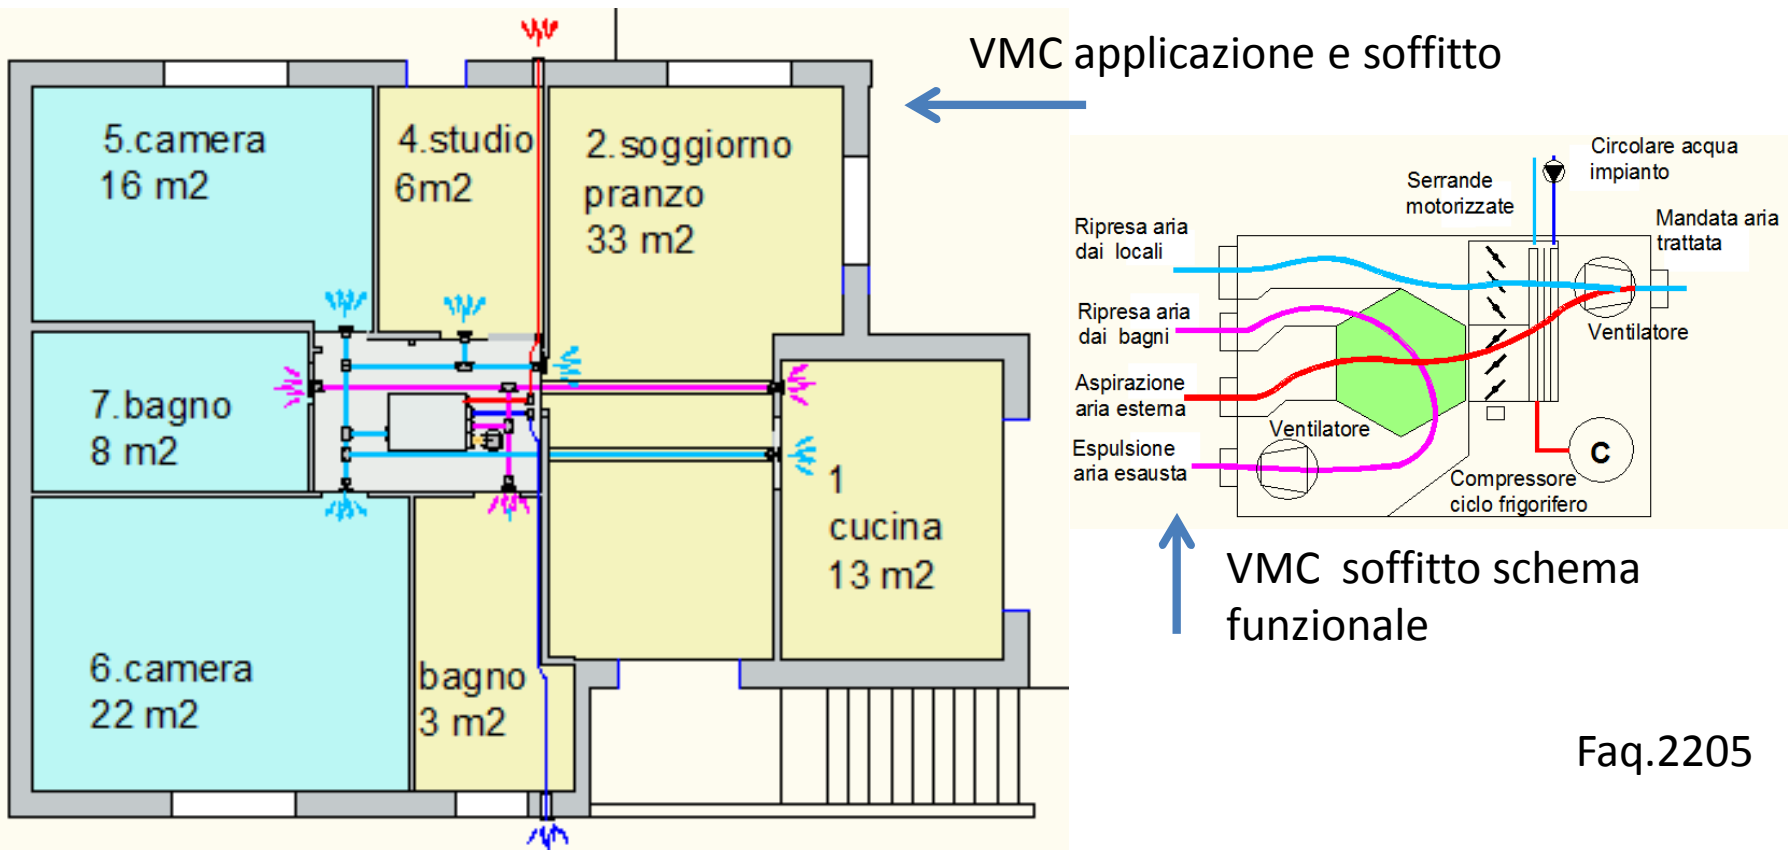 VMC applicazione e soffitto
5.camera
16 m2
4.studio
6m2
2.soggiorno
pranzo
33 m2
7.bagno
8 m2
1
cucina
13 m2
6.camera
22 m2
bagno
3 m2
Circolare acqua
impianto
Serrande
motorizzate
Mandata aria
trattata
Ripresa aria
dai locali
Ripresa aria
dai bagni
Ventilatore
Aspirazione
aria esterna
Ventilatore
Espulsione
aria esausta
C
Compressore
ciclo frigorifero
VMC soffitto schema
funzionale
Faq.2205